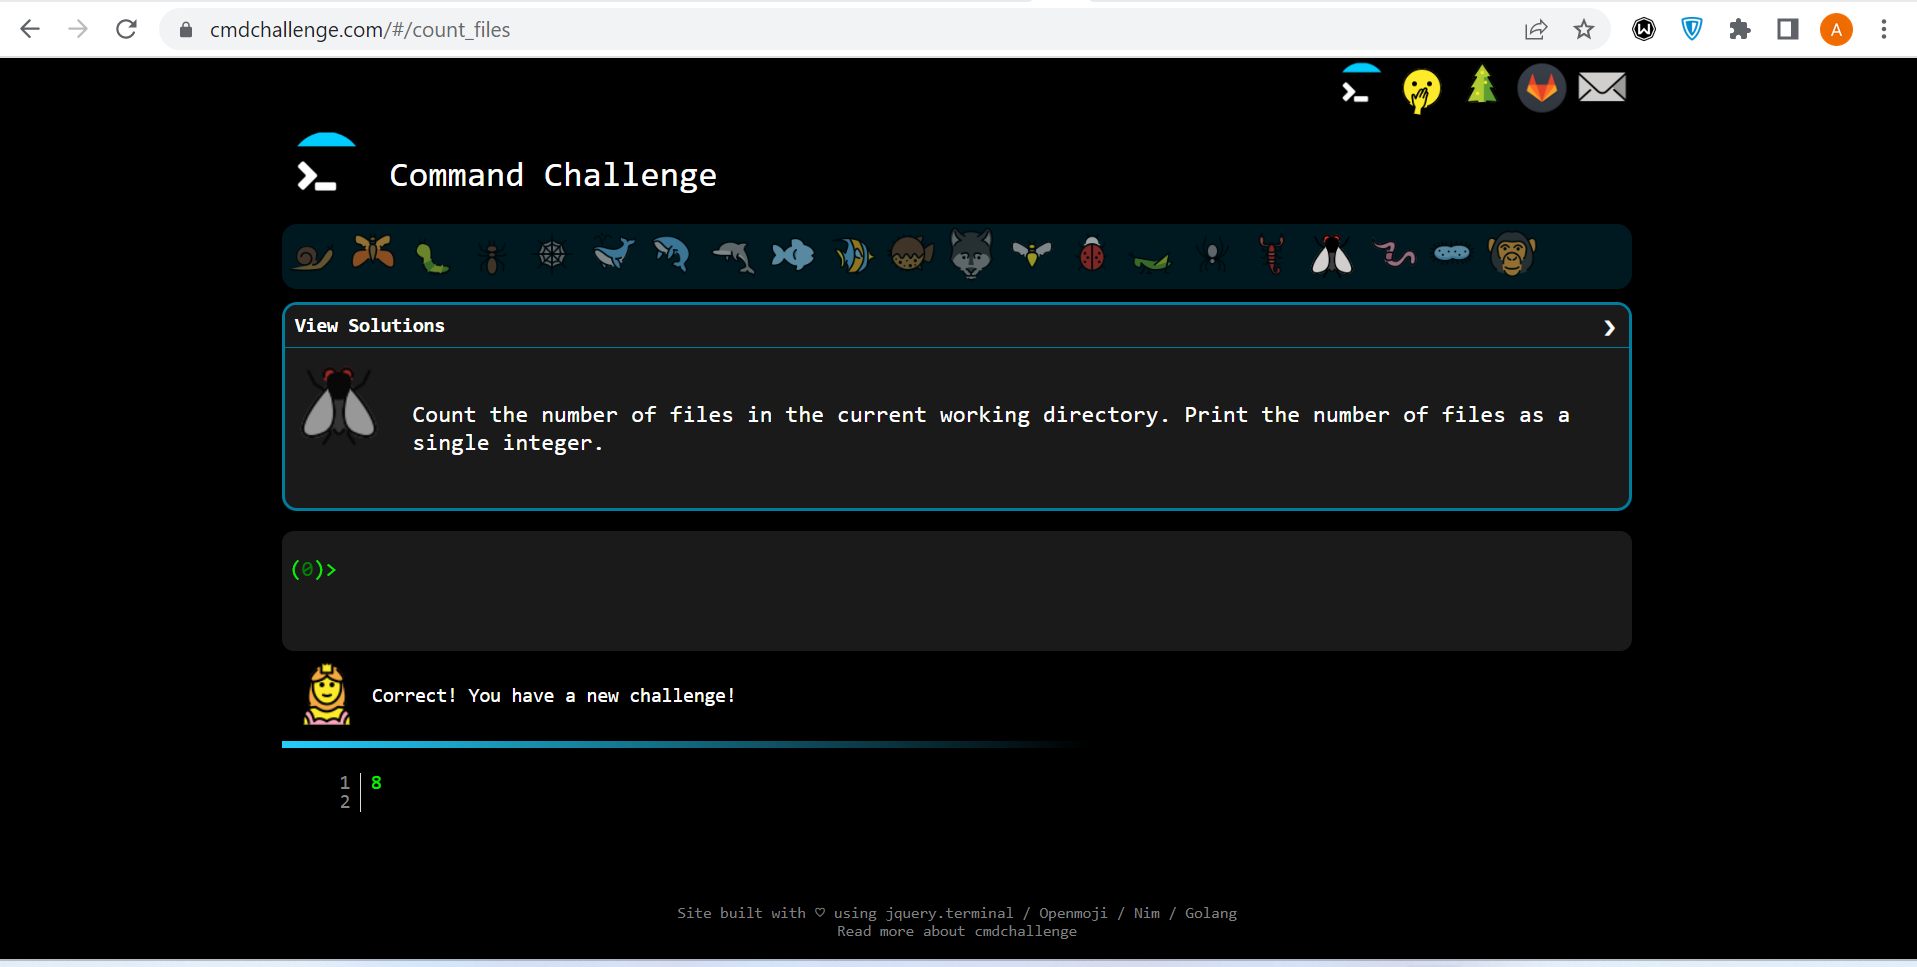 cmdchallenge.com/#/count_files
A
Command Challenge
View Solutions
Count the number of files in the current working directory. Print the number of files as a
single integer.
(0)>
Correct! You have a new challenge!
1 8
2
Site built with ♡ using jquery.terminal / Openmoji / Nim / Golang
Read more about cmdchallenge